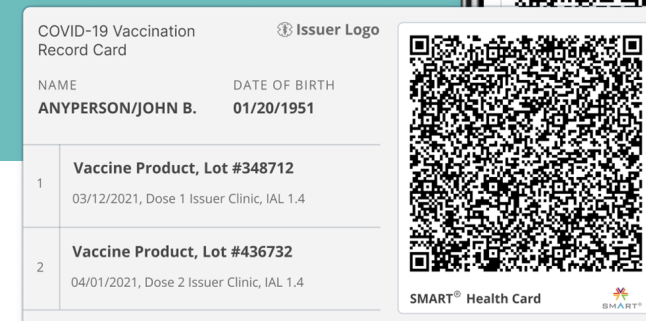 COVID-19 Vaccination
Record Card
Issuer Logo
NAME
DATE OF BIRTH
ANYPERSON/JOHN B.
01/20/1951
1
Vaccine Product, Lot #348712
03/12/2021, Dose 1 Issuer Clinic, IAL 1.4
2
Vaccine Product, Lot #436732
04/01/2021, Dose 2 Issuer Clinic, IAL 1.4
SMART® Health Card
SMART®